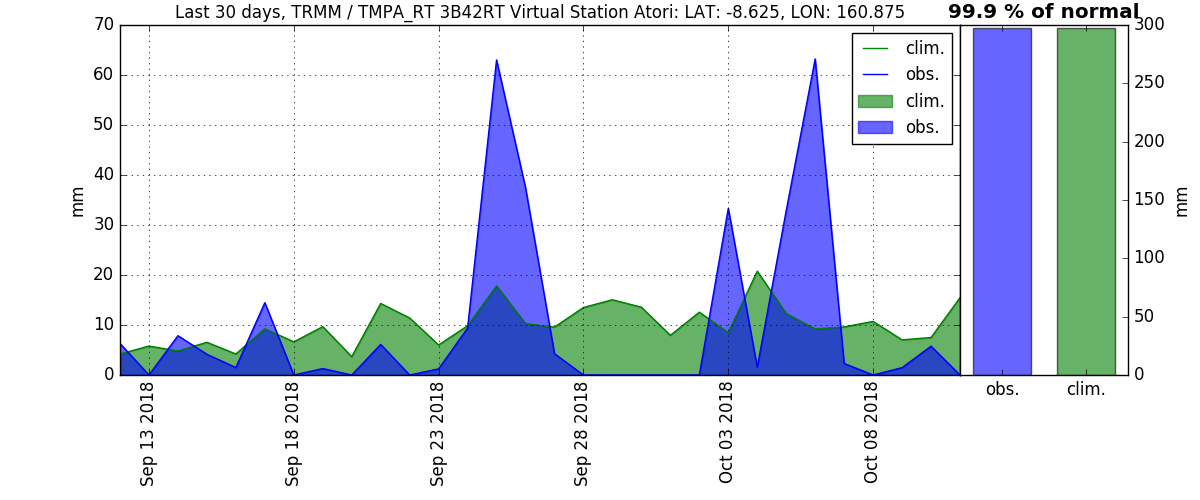 Last 30 days, TRMM / TMPA_RT 3B42RT Virtual Station Atori: LAT: -8.625, LON: 160.875
99.9 % of normal
70
60
50
40
30
20
10
0
mm
clim.
obs.
clim.
obs.
300
250
200
150
100
50
0
mm
Sep 13 2018
Sep 18 2018
Sep 23 2018
Sep 28 2018
Oct 03 2018
Oct 08 2018
obs.
clim.